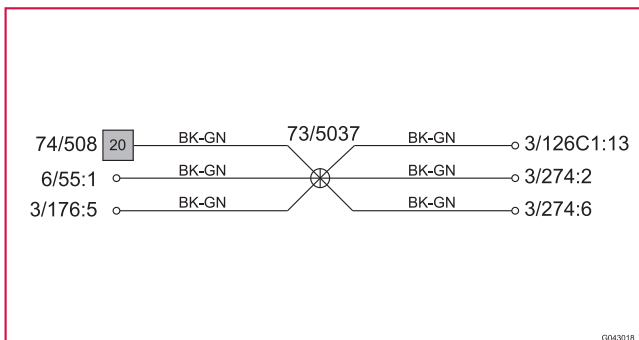 74/508 20 BK-GN 73/5037 BK-GN 3/126C1:13
6/55:1 BK-GN BK-GN 3/274:2
3/176:5 BK-GN BK-GN 3/274:6
G043018